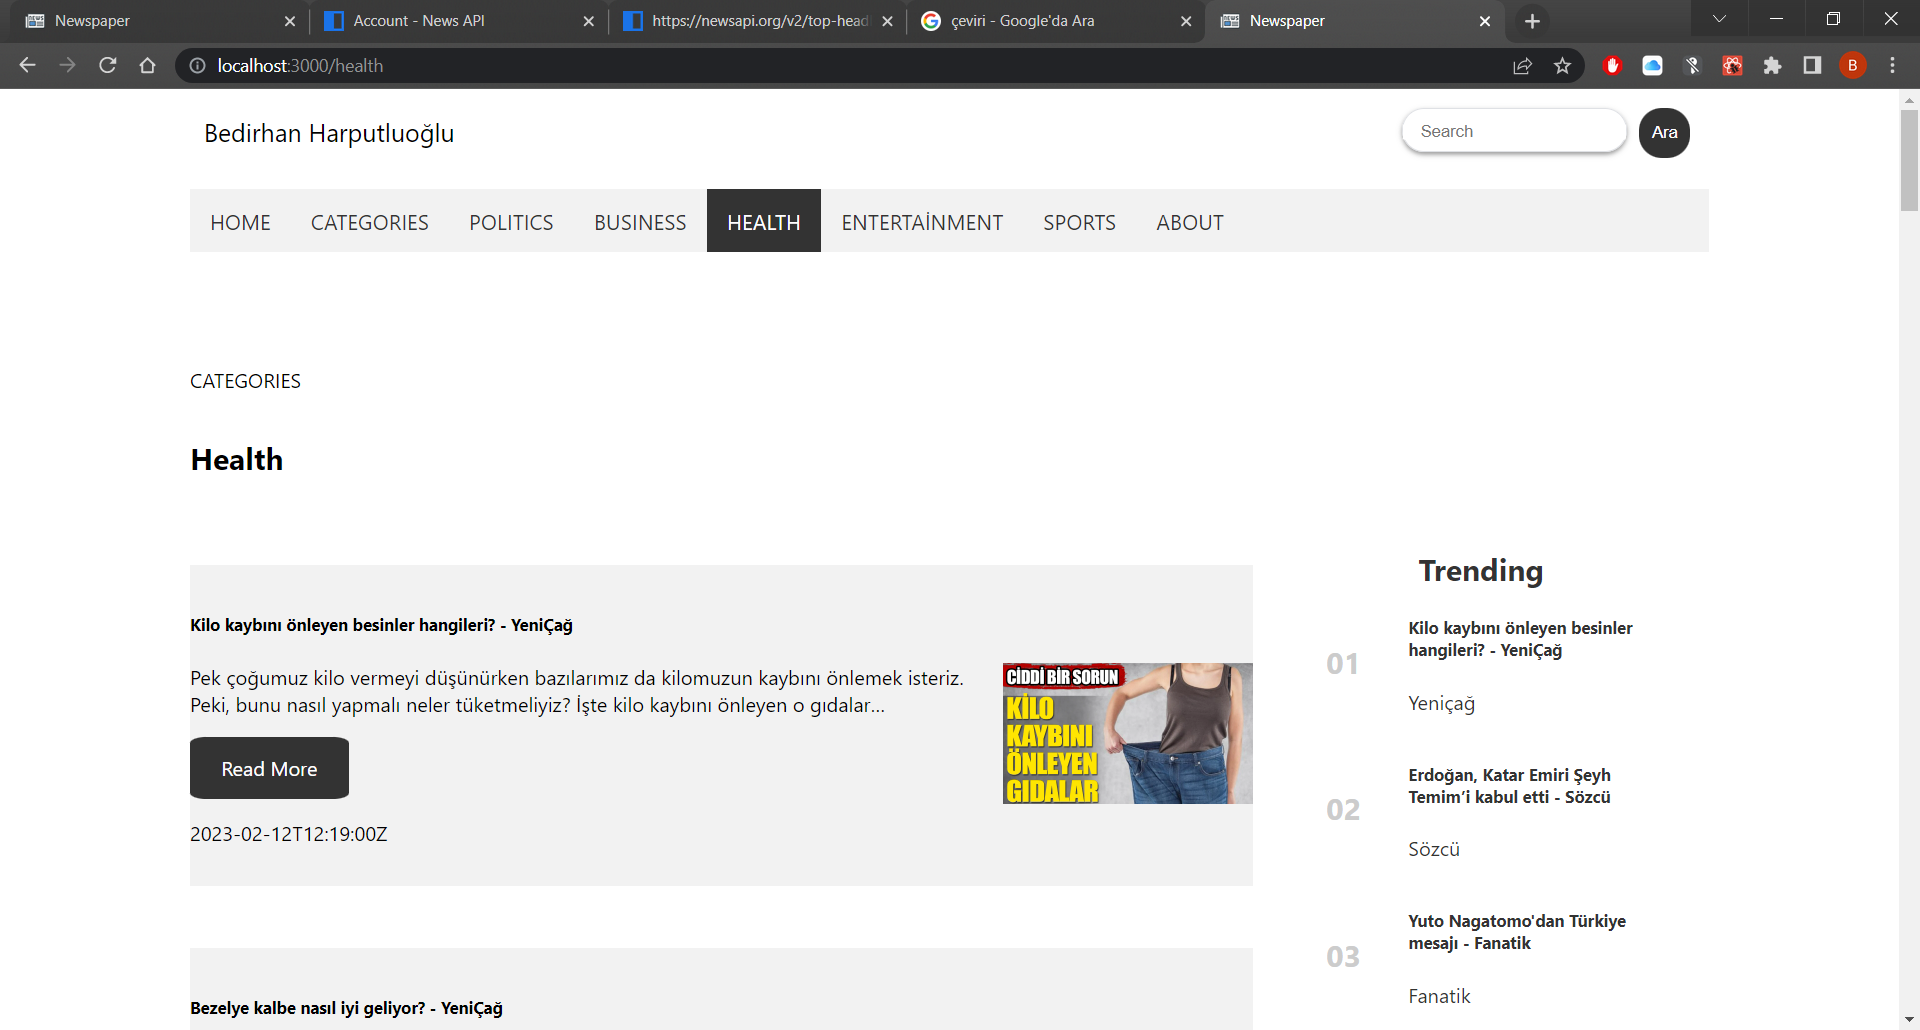 Newspaper
Account - News API
https://newsapi.org/v2/top-head
çeviri - Google'da Ara
Newspaper
localhost:3000/health
B
Bedirhan Harputluoğlu
Search
Ara
HOME
CATEGORIES
POLITICS
BUSINESS
HEALTH
ENTERTAİNMENT
SPORTS
ABOUT
CATEGORIES
Health
Kilo kaybını önleyen besinler hangileri? - YeniÇağ
Pek çoğumuz kilo vermeyi düşünürken bazılarımız da kilomuzun kaybını önlemek isteriz.
Peki, bunu nasıl yapmalı neler tüketmeliyiz? İşte kilo kaybını önleyen o gıdalar...
Read More
2023-02-12T12:19:00Z
CİDDİ BİR SORUN
KİLO
KAYBINI
ÖNLEYEN
GIDALAR
Bezelye kalbe nasıl iyi geliyor? - YeniÇağ
Trending
01
Kilo kaybını önleyen besinler
hangileri? - YeniÇağ
Yeniçağ
02
Erdoğan, Katar Emiri Şeyh
Temim’i kabul etti - Sözcü
Sözcü
03
Yuto Nagatomo'dan Türkiye
mesajı - Fanatik
Fanatik